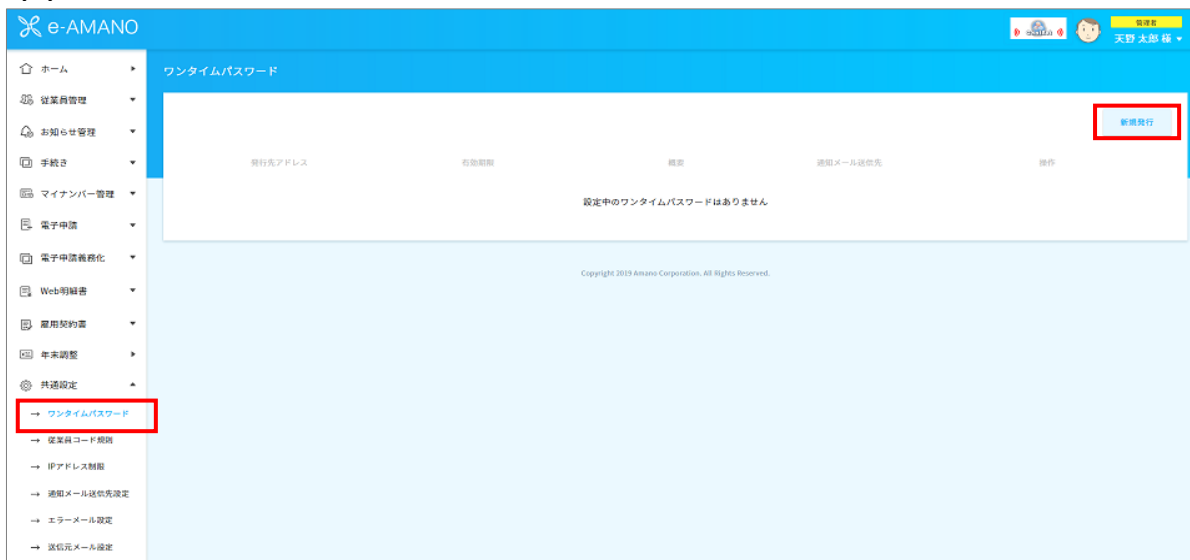 e-AMANO
管理者
天野 太郎 様
ホーム
従業員管理
お知らせ管理
手続き
マイナンバー管理
電子申請
電子申請義務化
Web明細書
雇用契約書
年末調整
共通設定
ワンタイムパスワード
従業員コード規則
IPアドレス制限
通知メール送信先設定
エラーメール設定
送信元メール設定
ワンタイムパスワード
新規発行
発行先アドレス 有効期限 概要 通知メール送信先 操作
設定中のワンタイムパスワードはありません
Copyright 2019 Amano Corporation. All Rights Reserved.